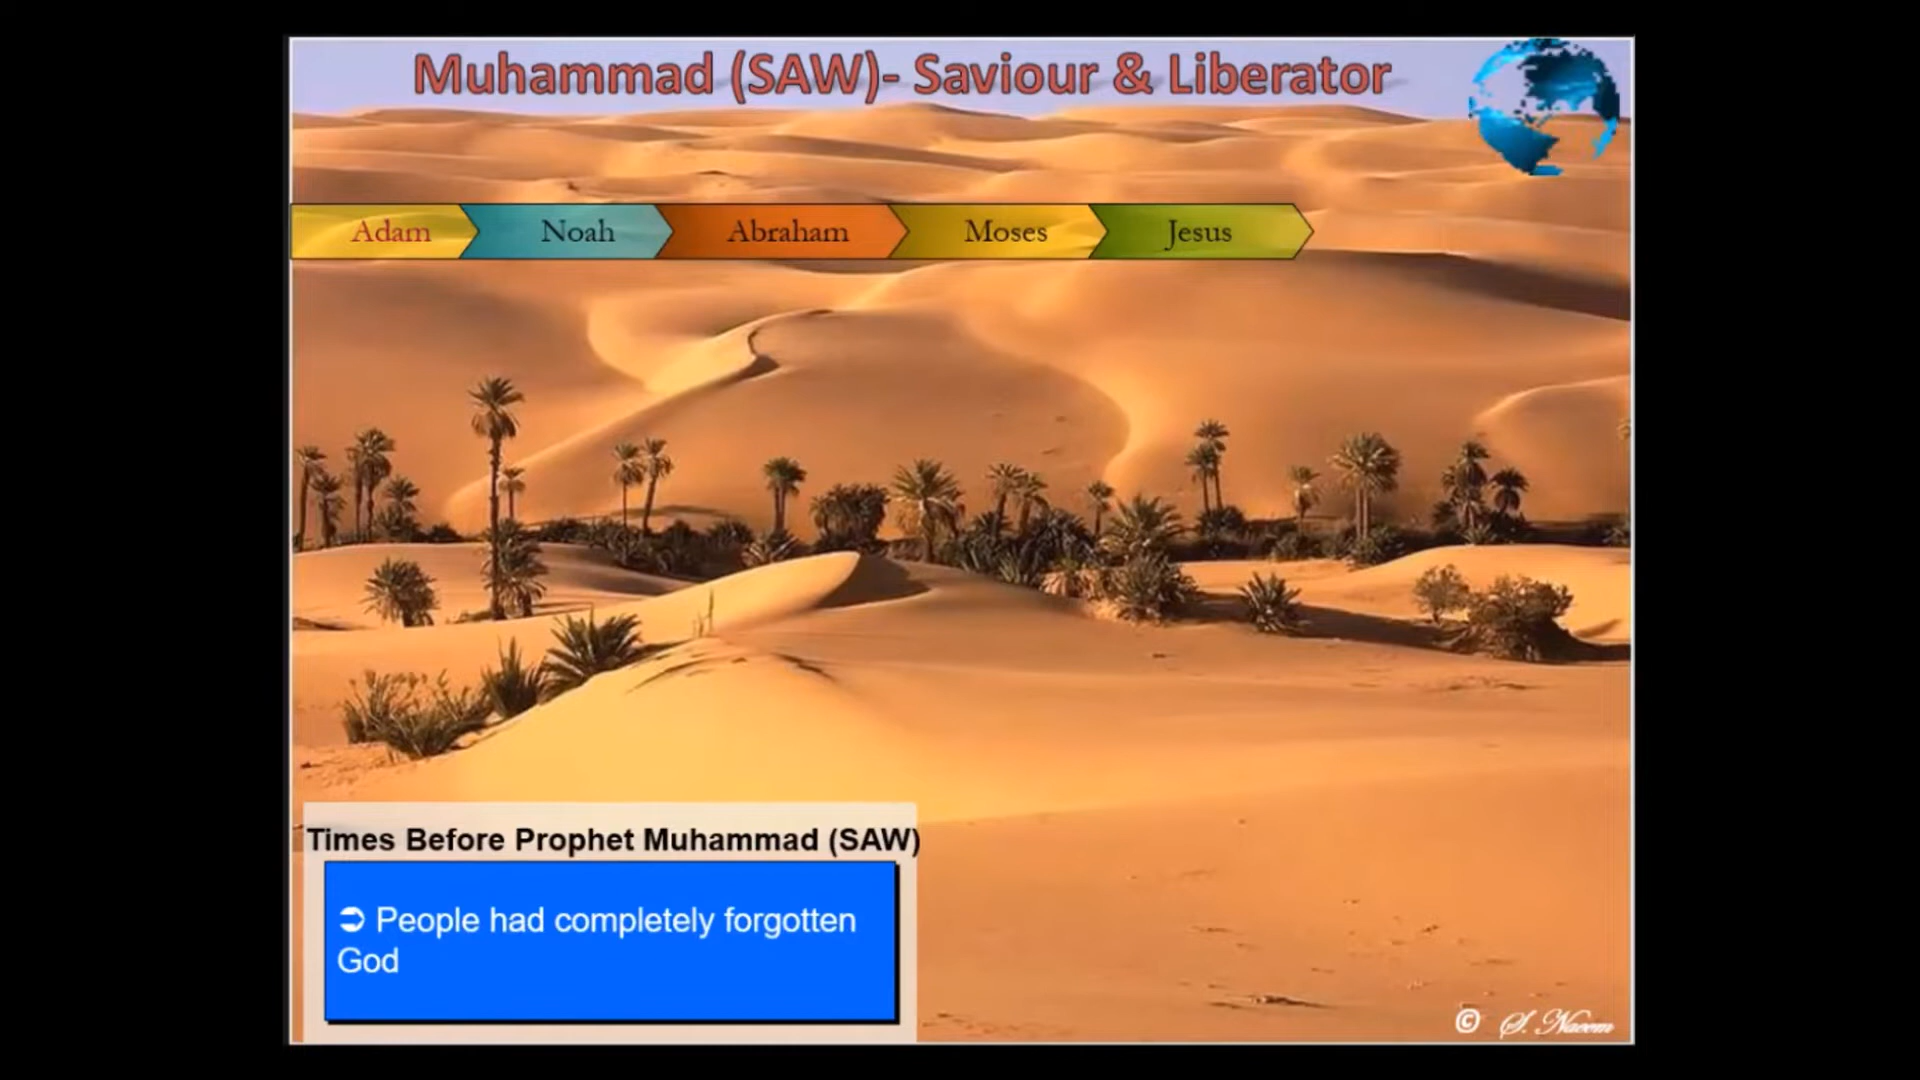 Muhammad (SAW)- Saviour & Liberator
Adam
Noah
Abraham
Moses
Jesus
Times Before Prophet Muhammad (SAW)
➲ People had completely forgotten
God
© S. Naeem